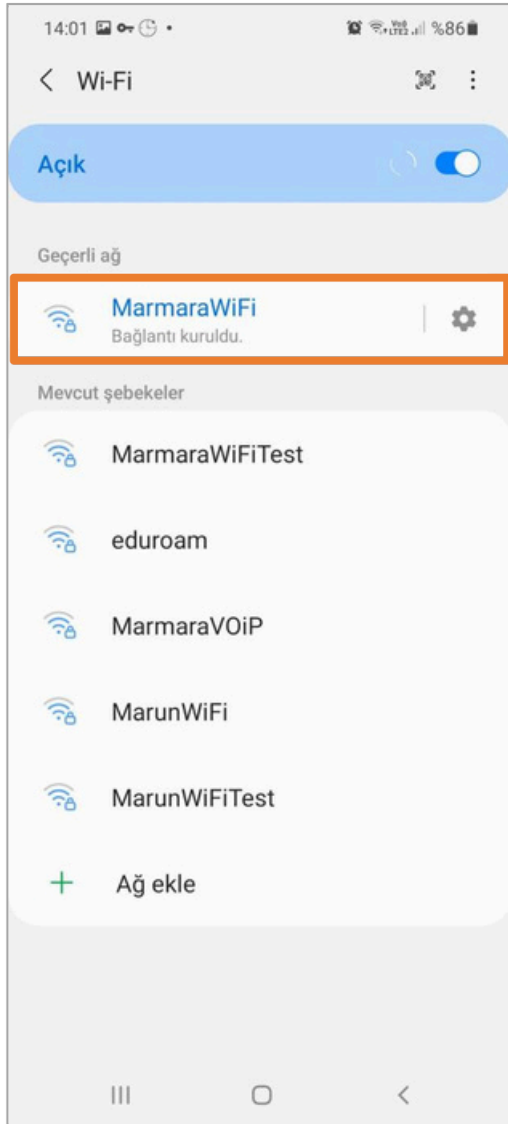 14:01 %86
Wi-Fi
Açık
Geçerli ağ
MarmaraWiFi
Bağlantı kuruldu.
Mevcut şebekeler
MarmaraWiFiTest
eduroam
MarmaraVOiP
MarunWiFi
MarunWiFiTest
Ağ ekle